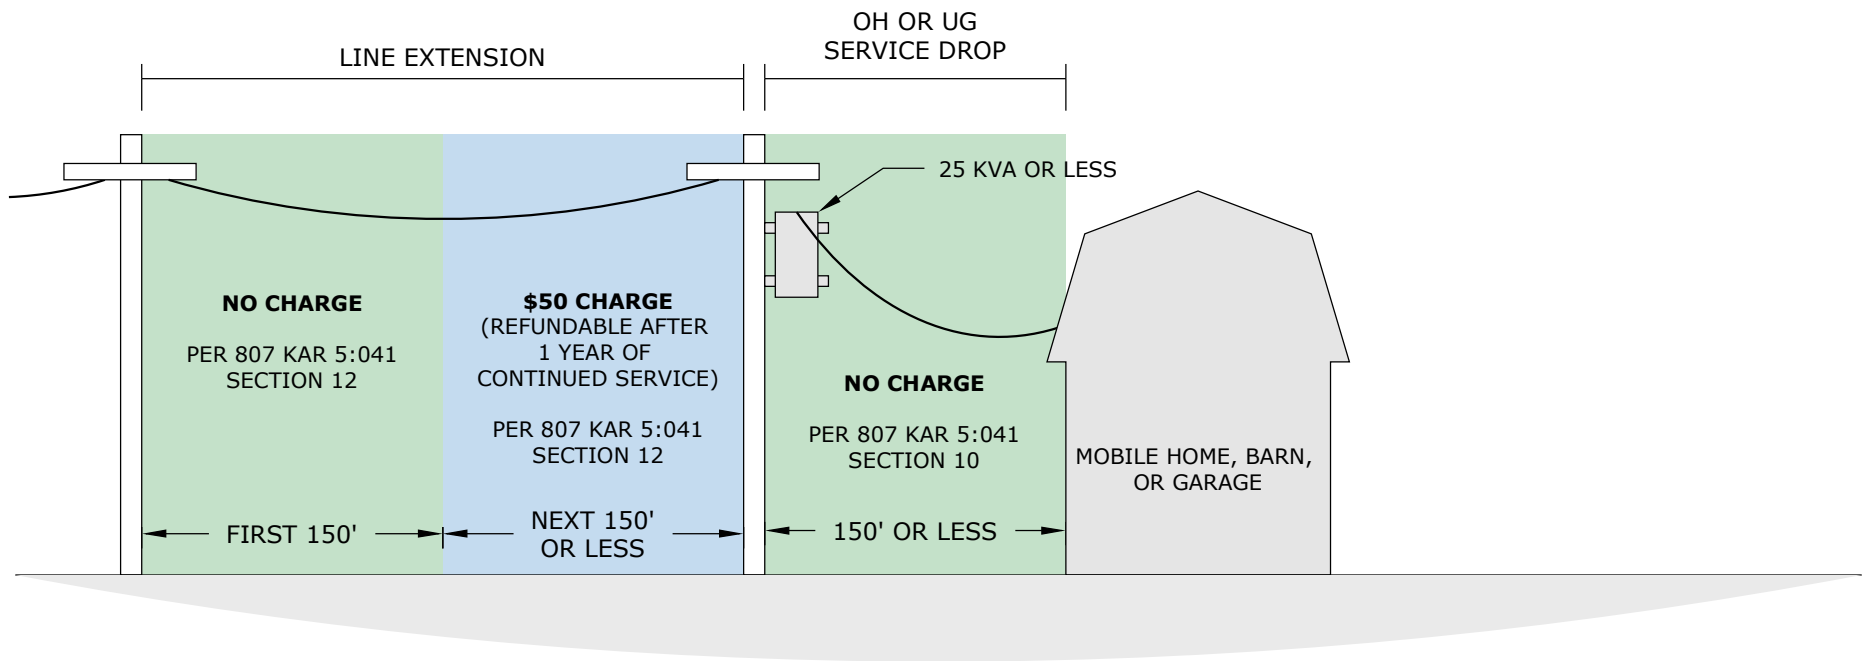 LINE EXTENSION
OH OR UG
SERVICE DROP
25 KVA OR LESS
NO CHARGE
PER 807 KAR 5:041
SECTION 12
$50 CHARGE
(REFUNDABLE AFTER
1 YEAR OF
CONTINUED SERVICE)
PER 807 KAR 5:041
SECTION 12
NO CHARGE
PER 807 KAR 5:041
SECTION 10
MOBILE HOME, BARN,
OR GARAGE
FIRST 150'
NEXT 150'
OR LESS
150' OR LESS